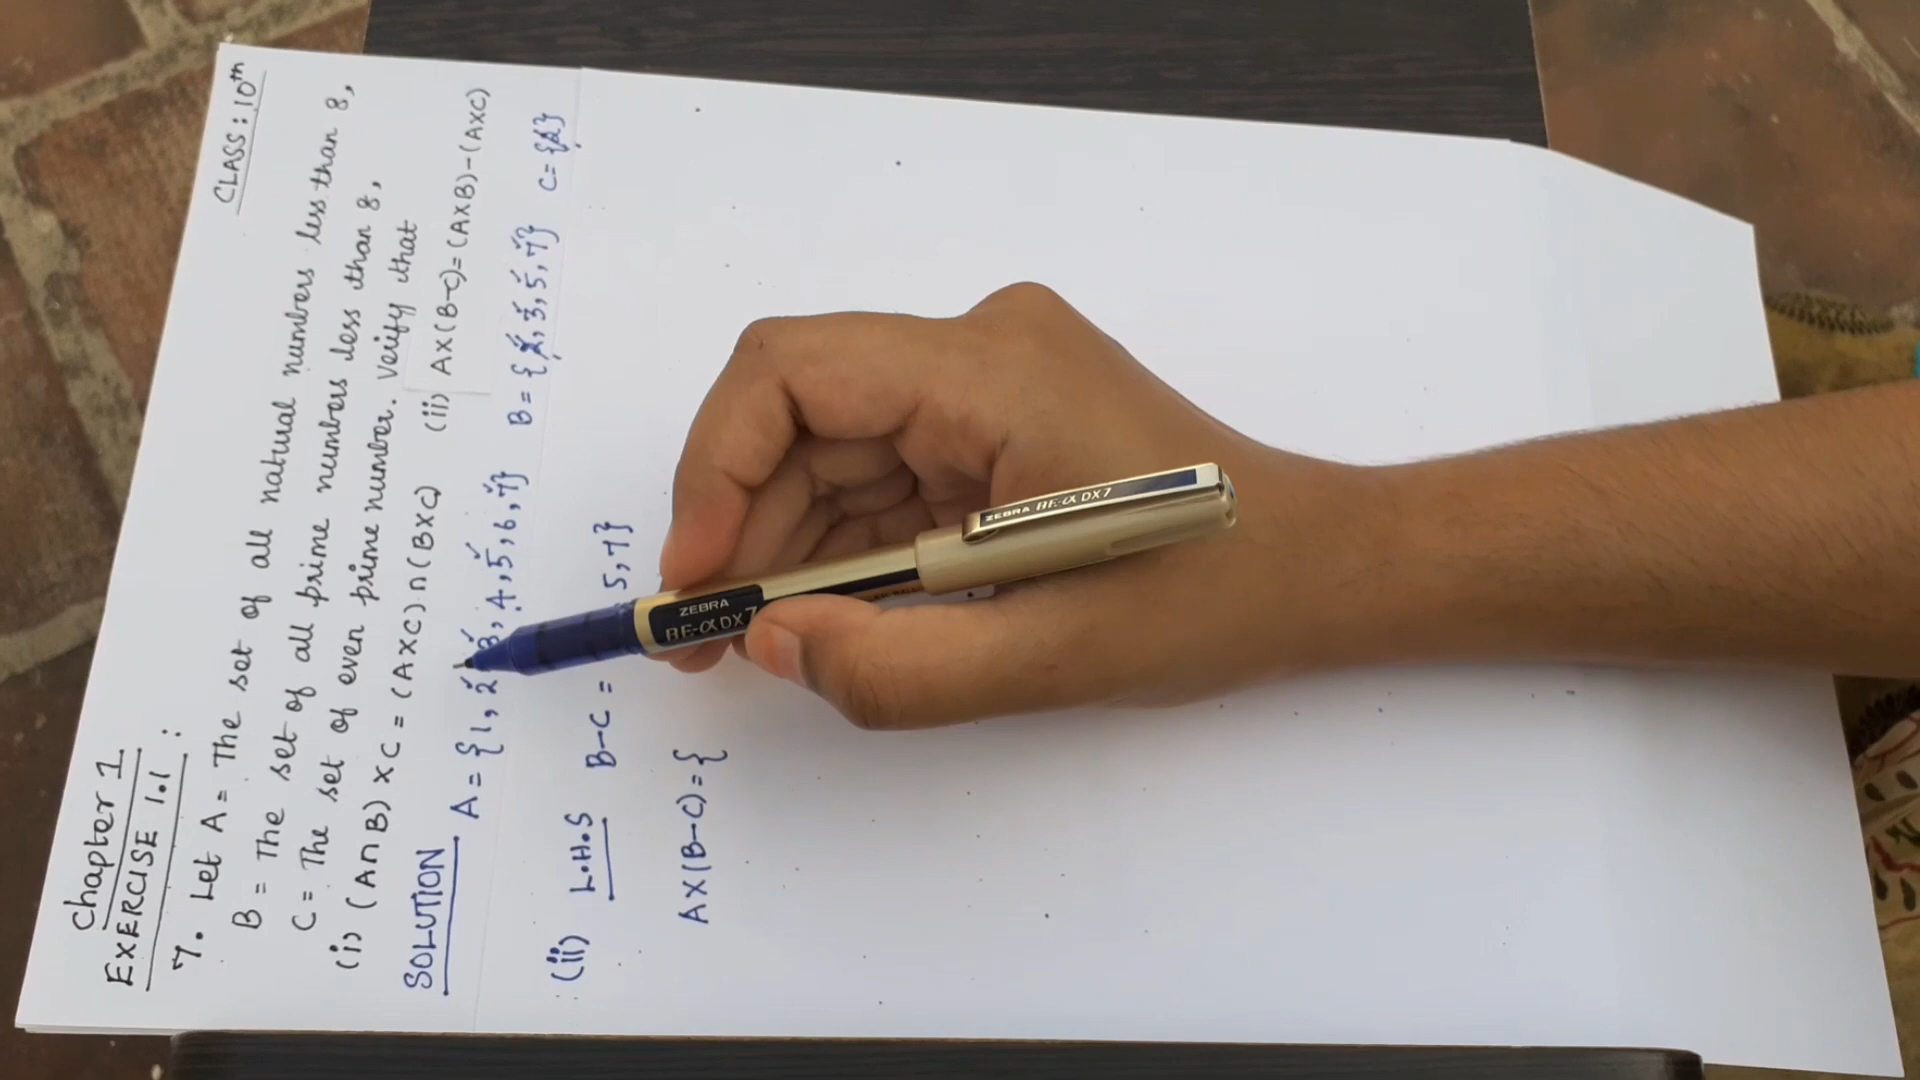 CLASS: 10th
Chapter 1
EXERCISE 1.1 :
7. Let A = The set of all natural numbers less than 8,
B = The set of all prime numbers less than 8,
C = The set of even prime number. Verify that
(i) (A∩B)×C = (A×C)∩(B×C) (ii) A×(B-C)=(A×B)-(A×C)
SOLUTION A={1,2,3,4,5,6,7} B={2,3,5,7} C={2}
(ii) L.H.S B-C = 5,7}
A×(B-C)={
ZEBRA BE-α DX7
ZEBRA
BE-α DX7